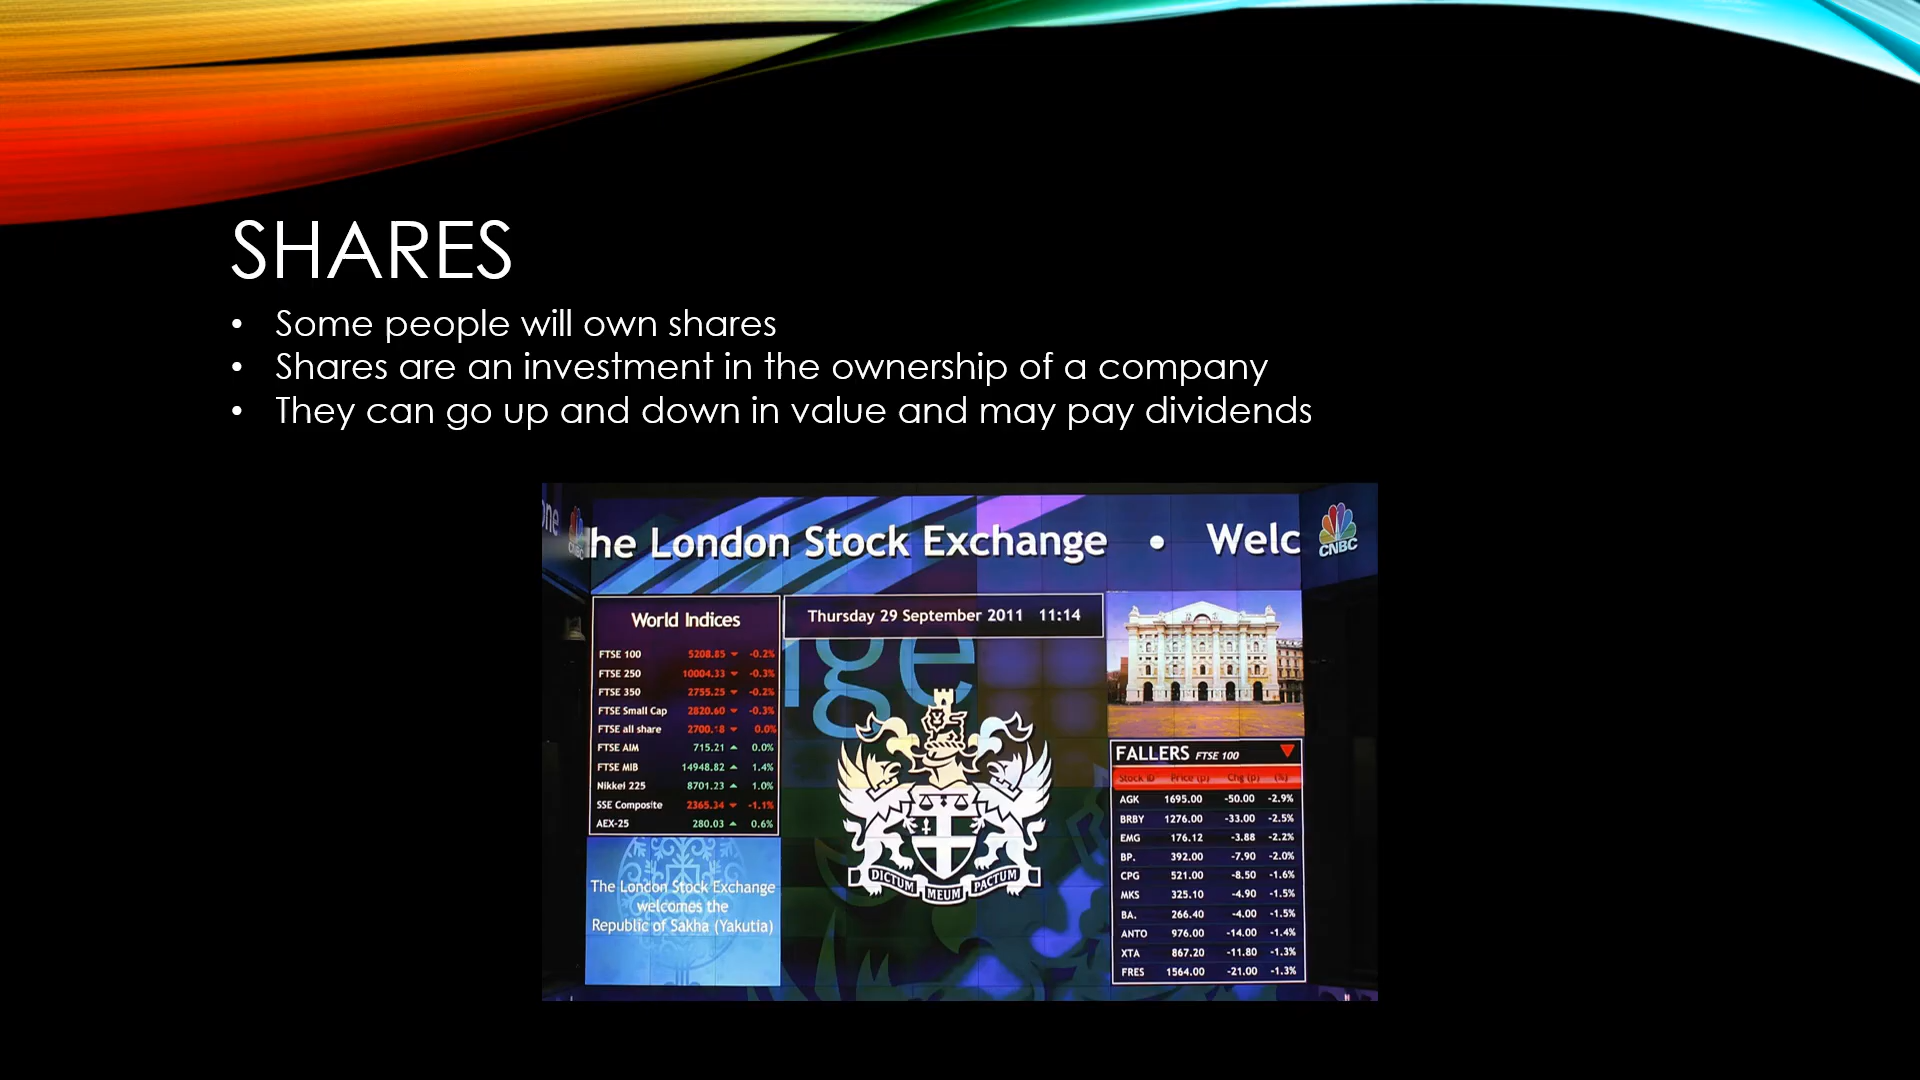 SHARES
• Some people will own shares
• Shares are an investment in the ownership of a company
• They can go up and down in value and may pay dividends
he London Stock Exchange • Welc
CNBC
World Indices
FTSE 100 5208.85 ▼ -0.2%
FTSE 250 10004.33 ▼ -0.3%
FTSE 350 2755.25 ▼ -0.2%
FTSE Small Cap 2820.60 ▼ -0.3%
FTSE all share 2700.18 ▼ 0.0%
FTSE AIM 715.21 ▲ 0.0%
FTSE MIB 14948.82 ▲ 1.4%
Nikkei 225 8701.23 ▲ 1.0%
SSE Composite 2365.34 ▼ -1.1%
AEX-25 280.03 ▲ 0.6%
The London Stock Exchange
welcomes the
Republic of Sakha (Yakutia)
Thursday 29 September 2011 11:14
nge
DICTUM MEUM PACTUM
FALLERS FTSE 100 ▼
Stock ID Price (p) Chg (p) (%)
AGK 1695.00 -50.00 -2.9%
BRBY 1276.00 -33.00 -2.5%
EMG 176.12 -3.88 -2.2%
BP. 392.00 -7.90 -2.0%
CPG 521.00 -8.50 -1.6%
MKS 325.10 -4.90 -1.5%
BA. 266.40 -4.00 -1.5%
ANTO 976.00 -14.00 -1.4%
XTA 867.20 -11.80 -1.3%
FRES 1564.00 -21.00 -1.3%